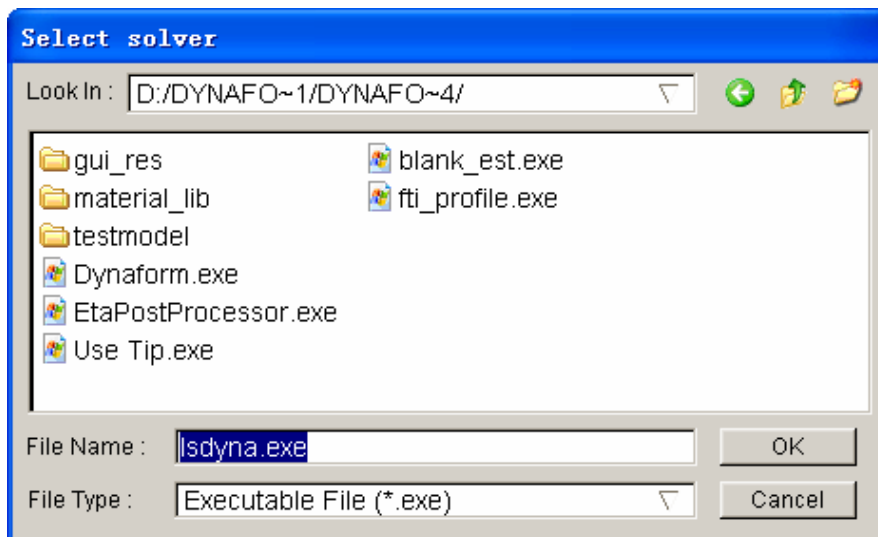 Select solver
Look In : D:/DYNAFO~1/DYNAFO~4/
gui_res
material_lib
testmodel
Dynaform.exe
EtaPostProcessor.exe
Use Tip.exe
blank_est.exe
fti_profile.exe
File Name : lsdyna.exe OK
File Type : Executable File (*.exe) Cancel